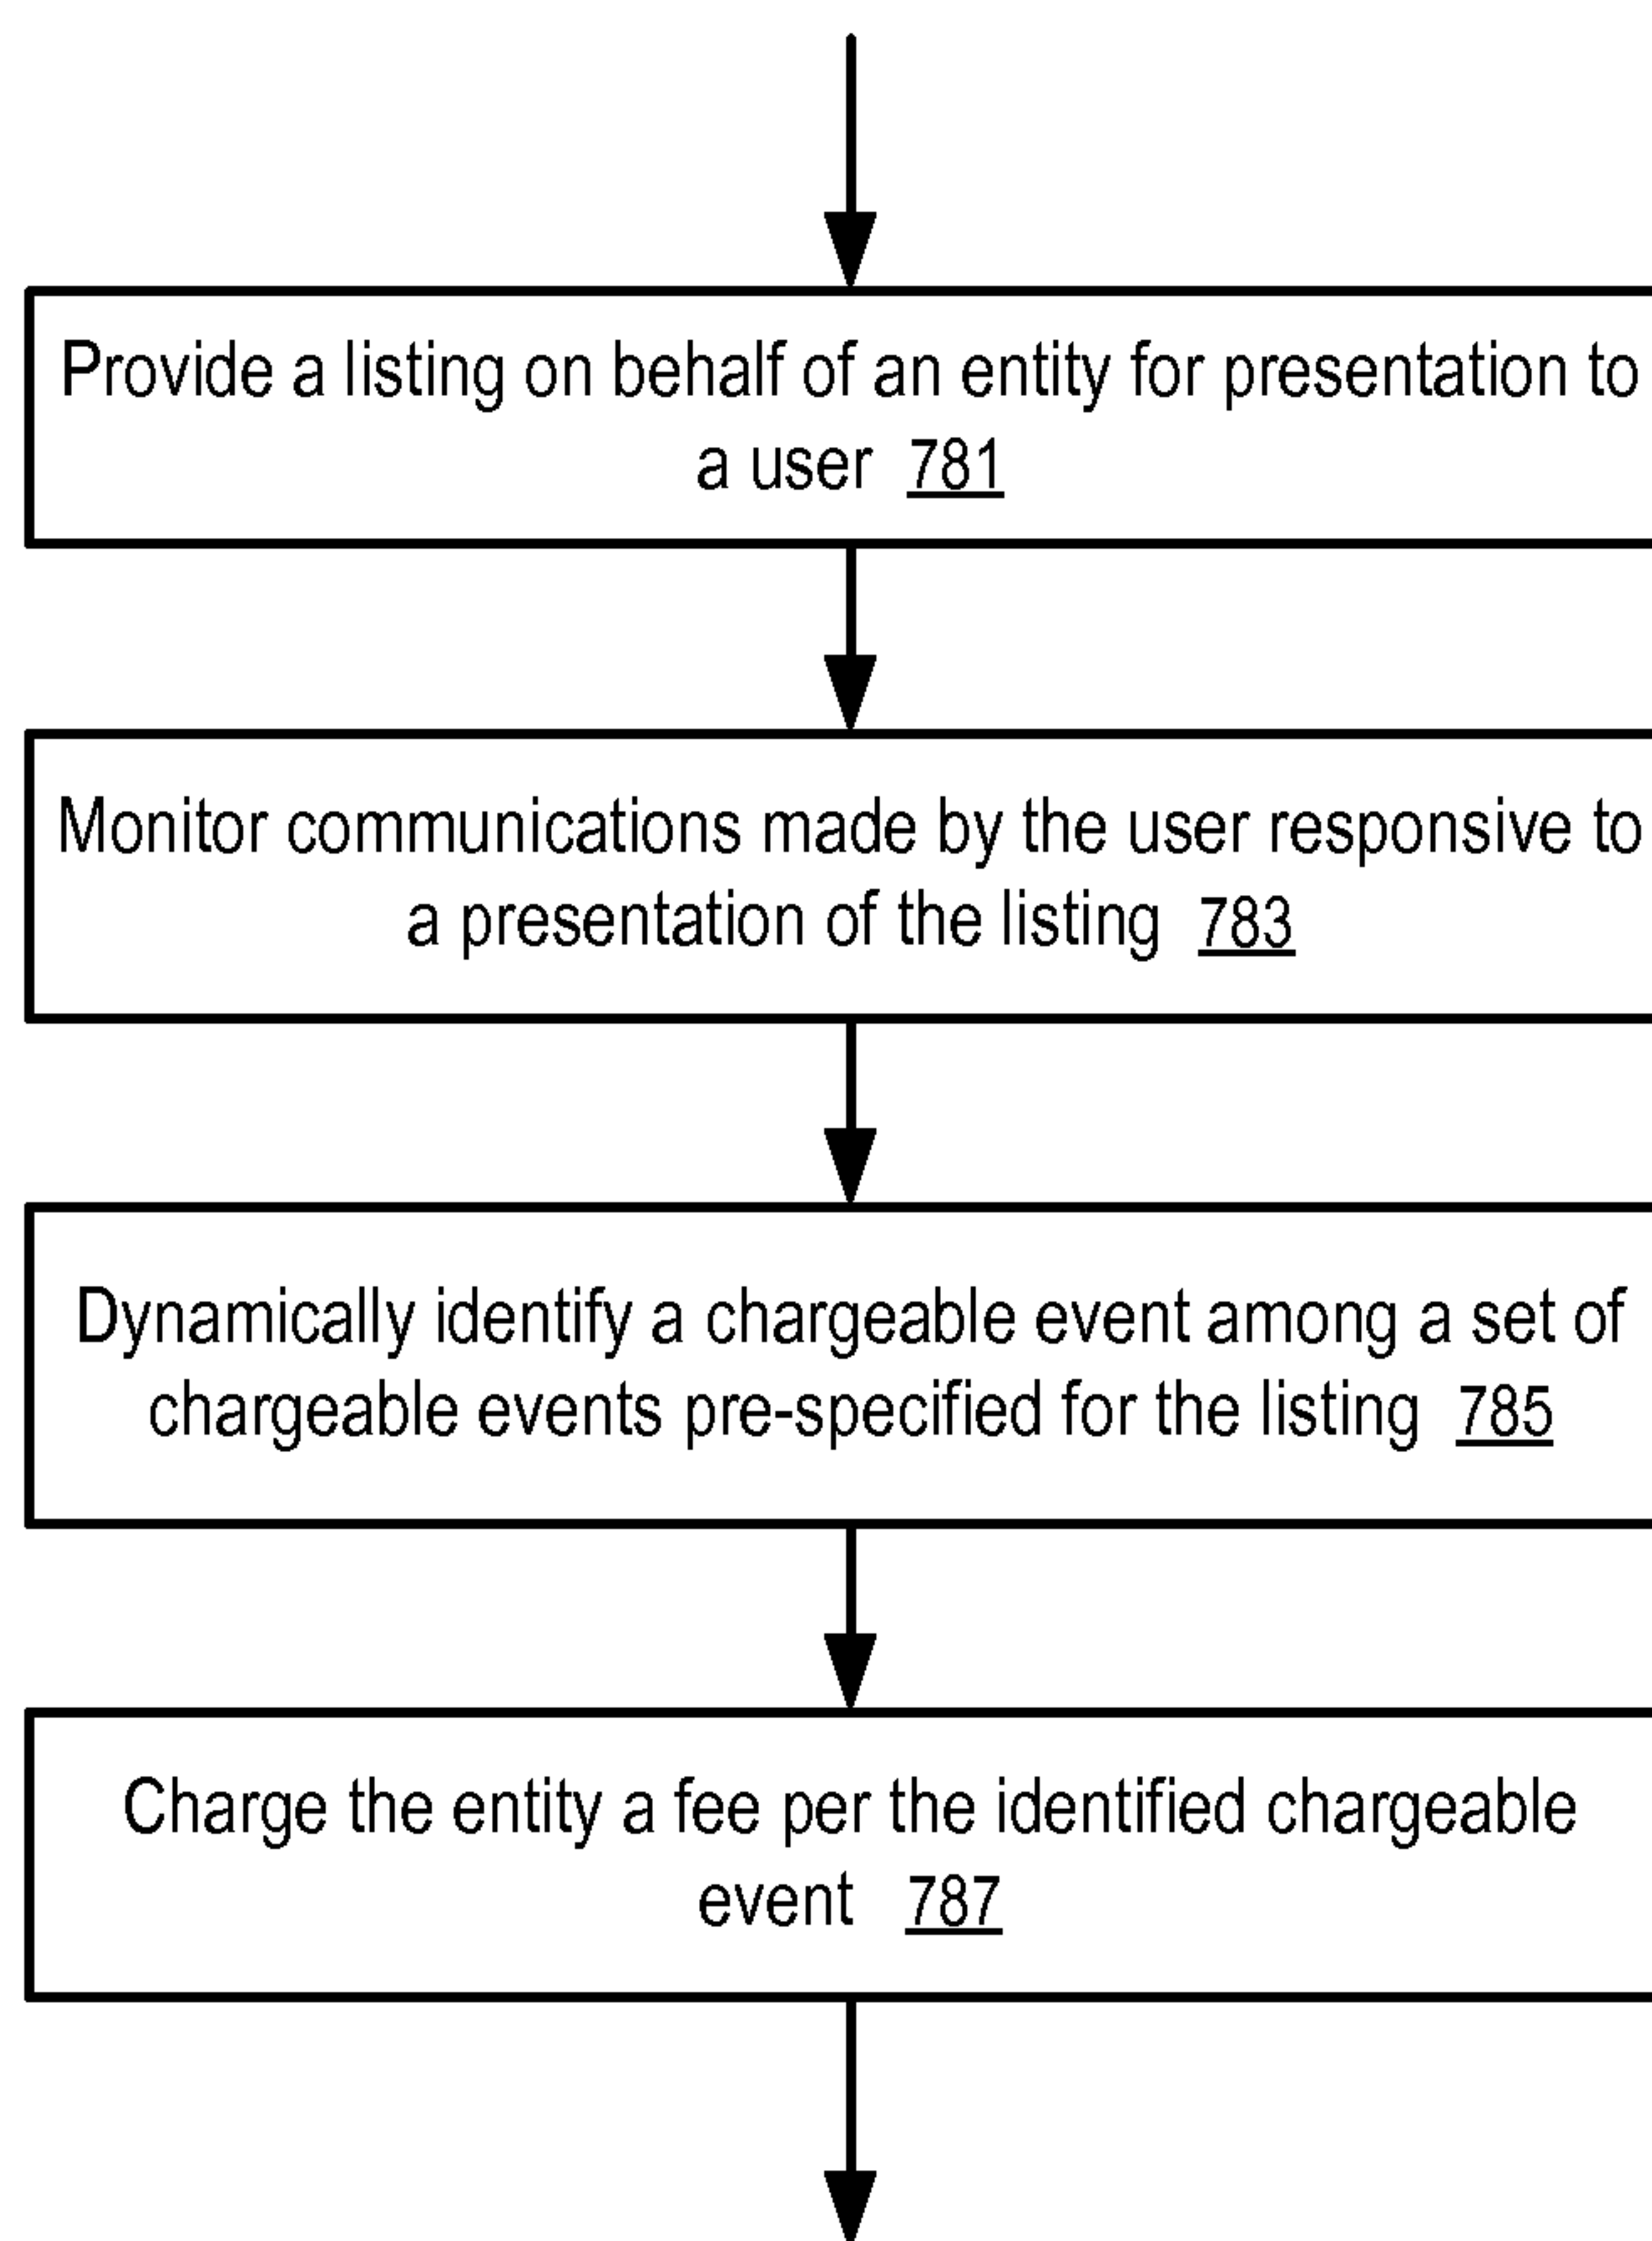 Provide a listing on behalf of an entity for presentation to
a user 781
Monitor communications made by the user responsive to
a presentation of the listing 783
Dynamically identify a chargeable event among a set of
chargeable events pre-specified for the listing 785
Charge the entity a fee per the identified chargeable
event 787